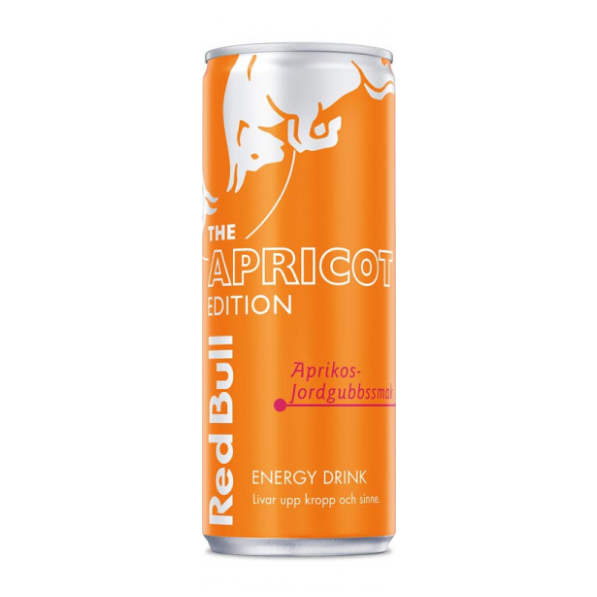 THE
APRICOT
EDITION
Red Bull
Aprikos-
Jordgubbssmak
ENERGY DRINK
Livar upp kropp och sinne.